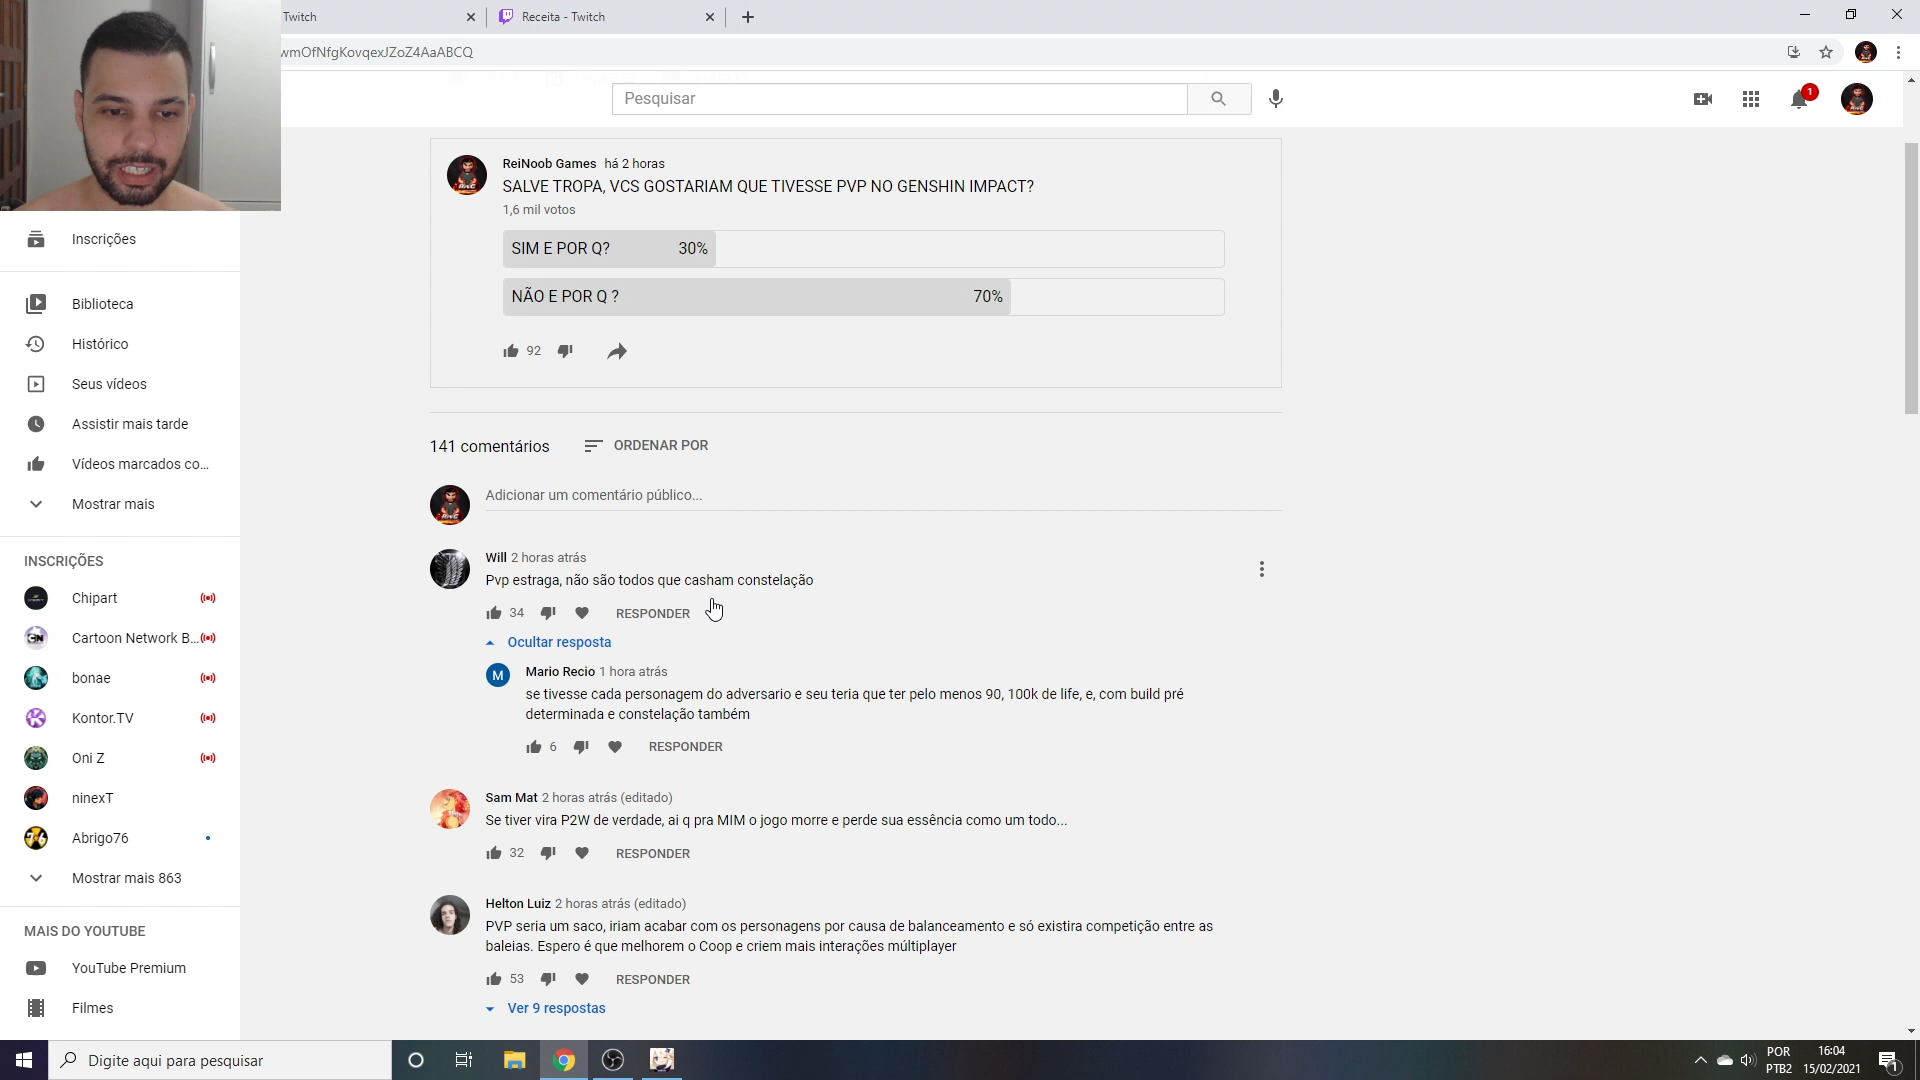 Twitch
Receita - Twitch
wmOfNfgKovqexJZoZ4AaABCQ
Pesquisar
1
ReiNoob Games há 2 horas
SALVE TROPA, VCS GOSTARIAM QUE TIVESSE PVP NO GENSHIN IMPACT?
1,6 mil votos
SIM E POR Q? 30%
NÃO E POR Q ? 70%
92
Inscrições
Biblioteca
Histórico
Seus vídeos
Assistir mais tarde
Vídeos marcados co...
Mostrar mais
INSCRIÇÕES
Chipart
Cartoon Network B...
bonae
Kontor.TV
Oni Z
ninexT
Abrigo76
Mostrar mais 863
MAIS DO YOUTUBE
YouTube Premium
Filmes
141 comentários ORDENAR POR
Adicionar um comentário público...
Will 2 horas atrás
Pvp estraga, não são todos que casham constelação
34 RESPONDER
Ocultar resposta
M
Mario Recio 1 hora atrás
se tivesse cada personagem do adversario e seu teria que ter pelo menos 90, 100k de life, e, com build pré
determinada e constelação também
6 RESPONDER
Sam Mat 2 horas atrás (editado)
Se tiver vira P2W de verdade, ai q pra MIM o jogo morre e perde sua essência como um todo...
32 RESPONDER
Helton Luiz 2 horas atrás (editado)
PVP seria um saco, iriam acabar com os personagens por causa de balanceamento e só existira competição entre as
baleias. Espero é que melhorem o Coop e criem mais interações múltiplayer
53 RESPONDER
Ver 9 respostas
Digite aqui para pesquisar
POR
PTB2
16:04
15/02/2021
1